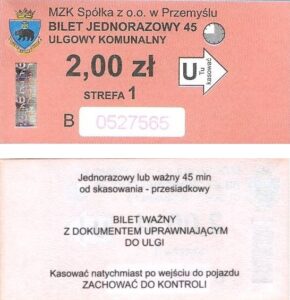 MZK Spółka z o.o. w Przemyślu
BILET JEDNORAZOWY 45
ULGOWY KOMUNALNY
2,00 zł
U
Tu
kasować
STREFA 1
B 0527565
Jednorazowy lub ważny 45 min
od skasowania - przesiadkowy
BILET WAŻNY
Z DOKUMENTEM UPRAWNIAJĄCYM
DO ULGI
Kasować natychmiast po wejściu do pojazdu
ZACHOWAĆ DO KONTROLI